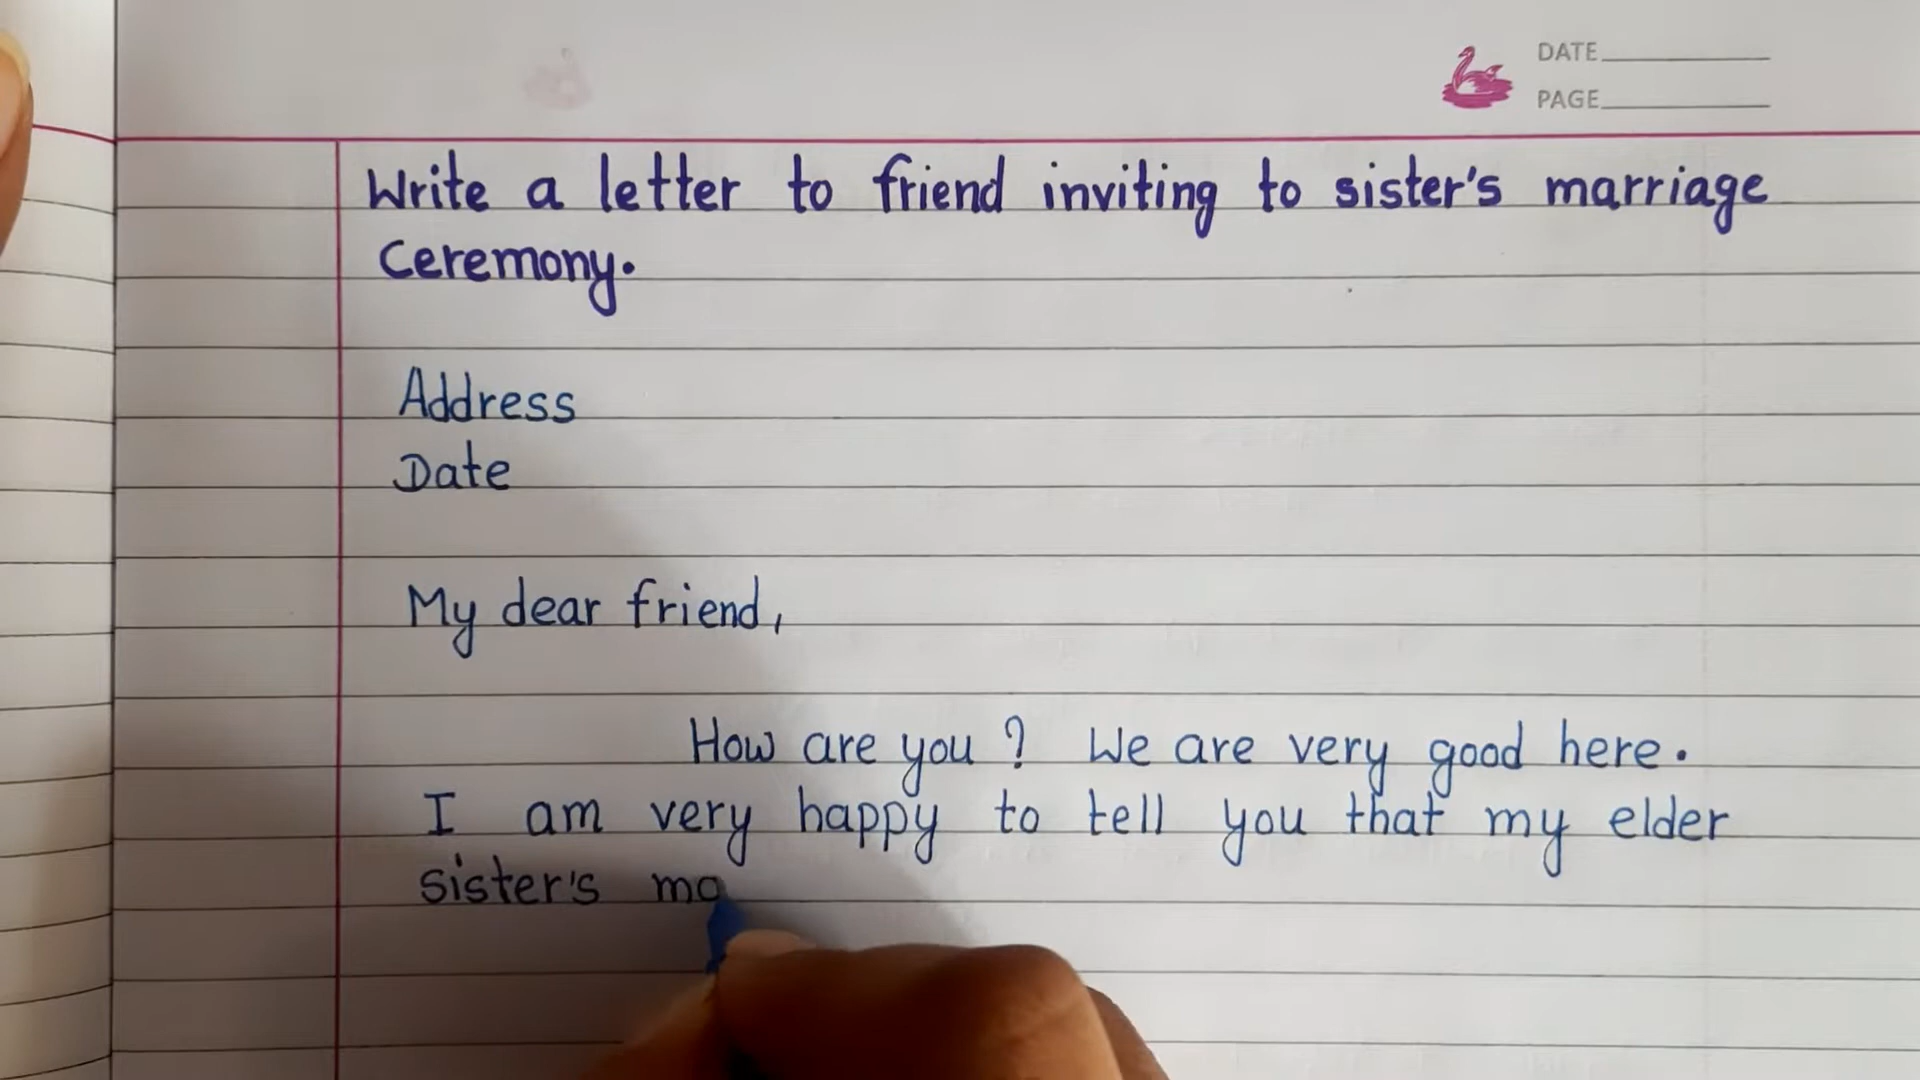 DATE
PAGE
Write a letter to friend inviting to sister's marriage
Ceremony.
Address
Date
My dear friend,
How are you ? We are very good here.
I am very happy to tell you that my elder
sister's ma